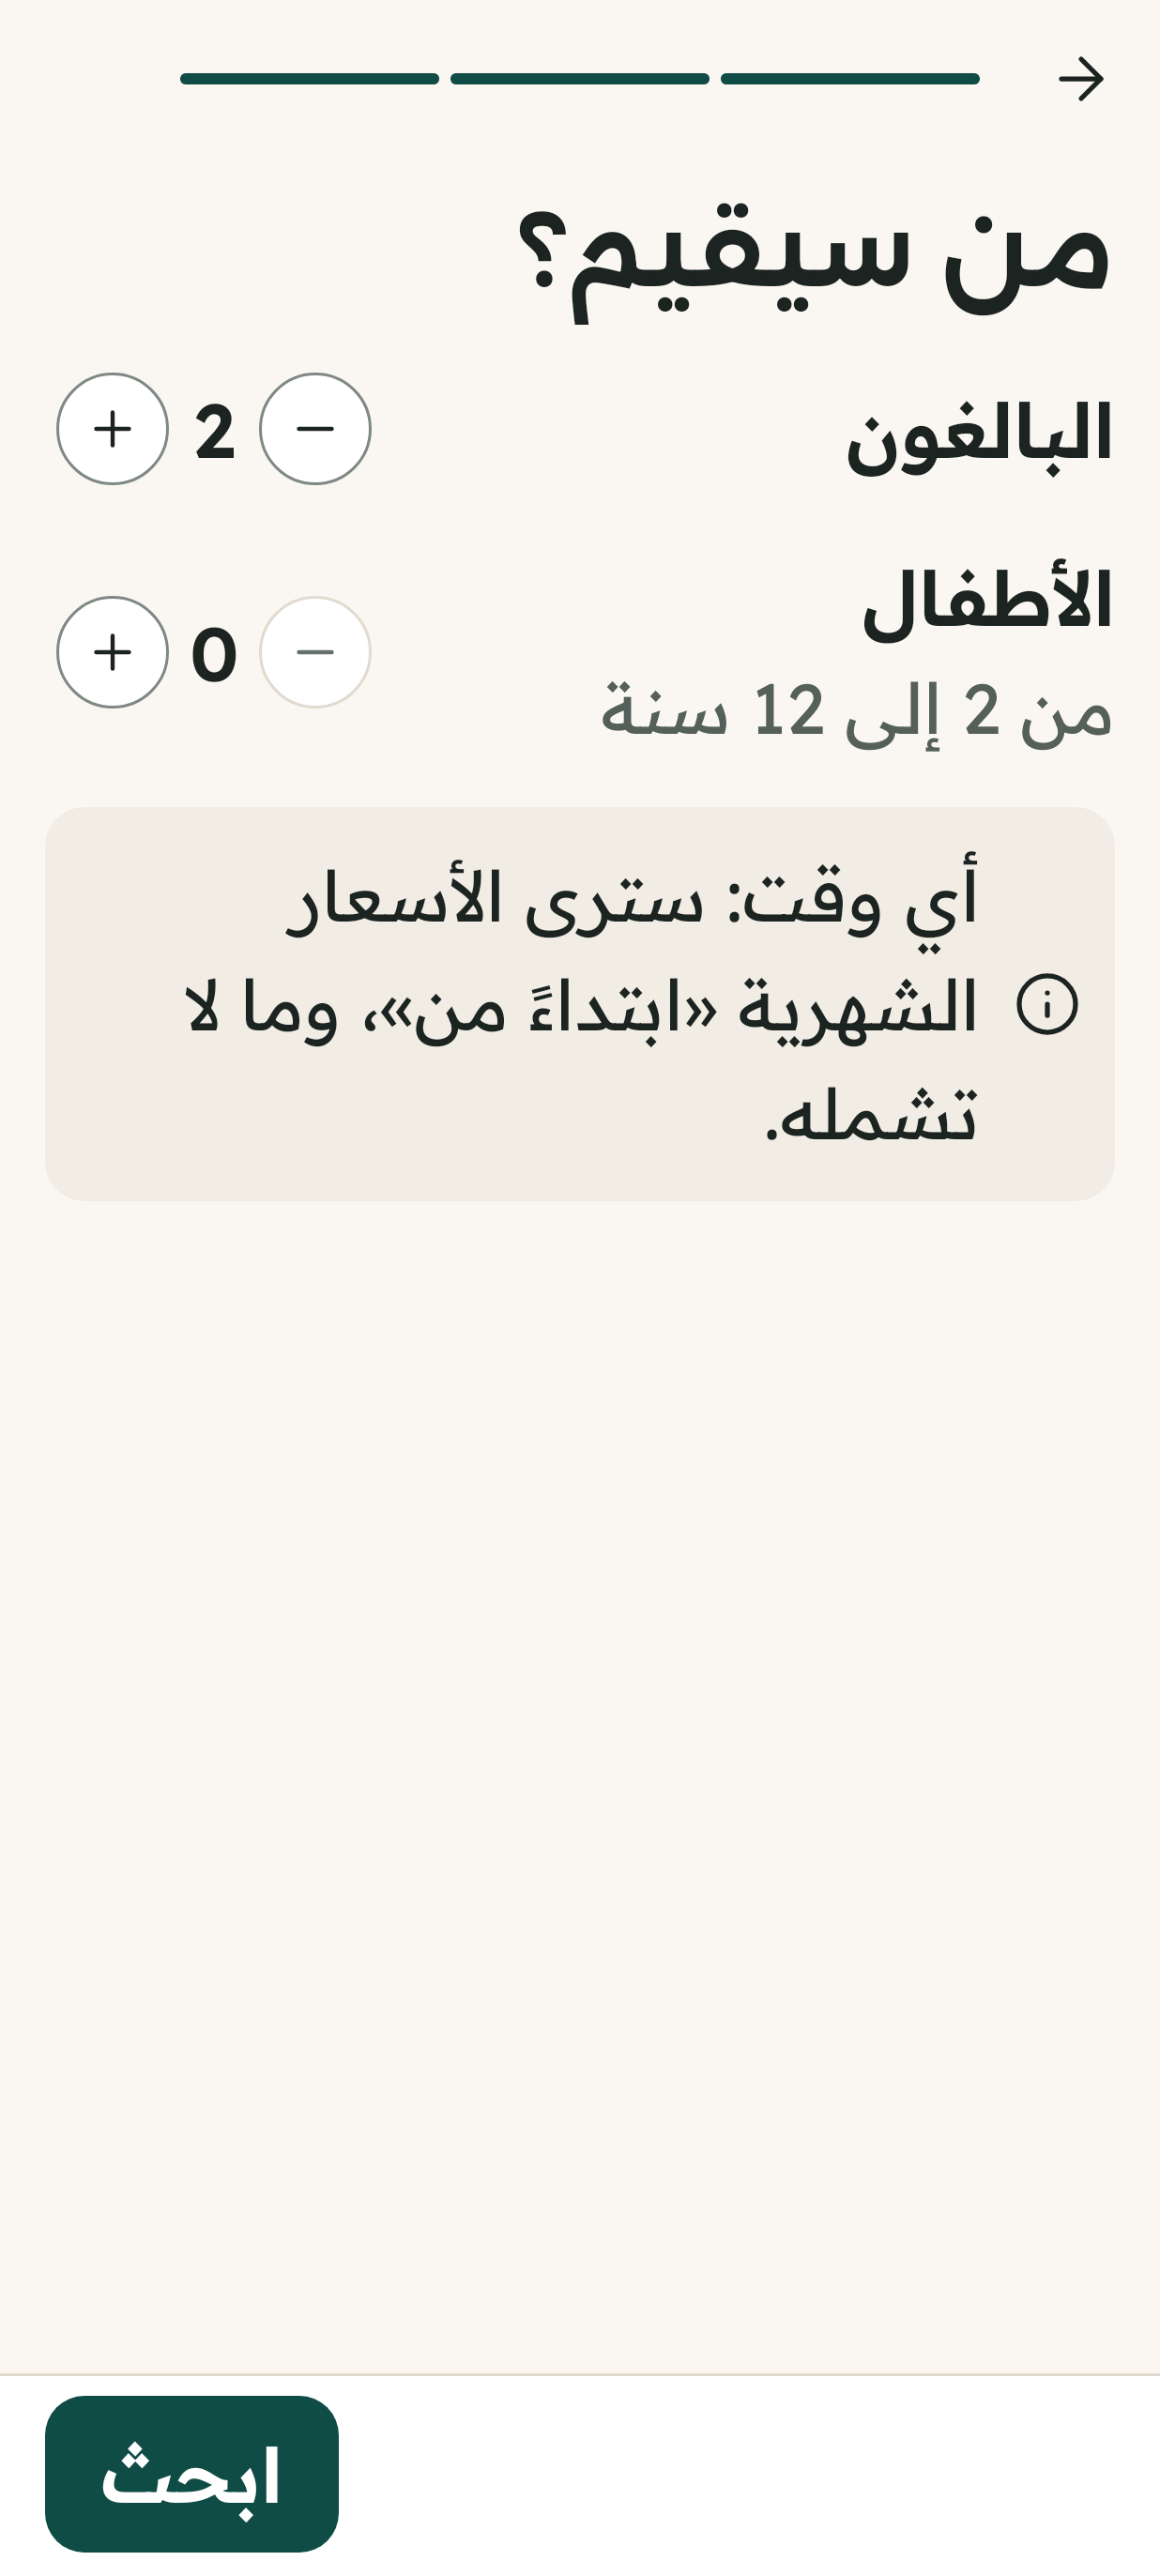 من سيقيم؟
البالغون
2
الأطفال
من 2 إلى 12 سنة
0
أي وقت: سترى الأسعار
الشهرية «ابتداءً من»، وما لا
تشمله.
ابحث